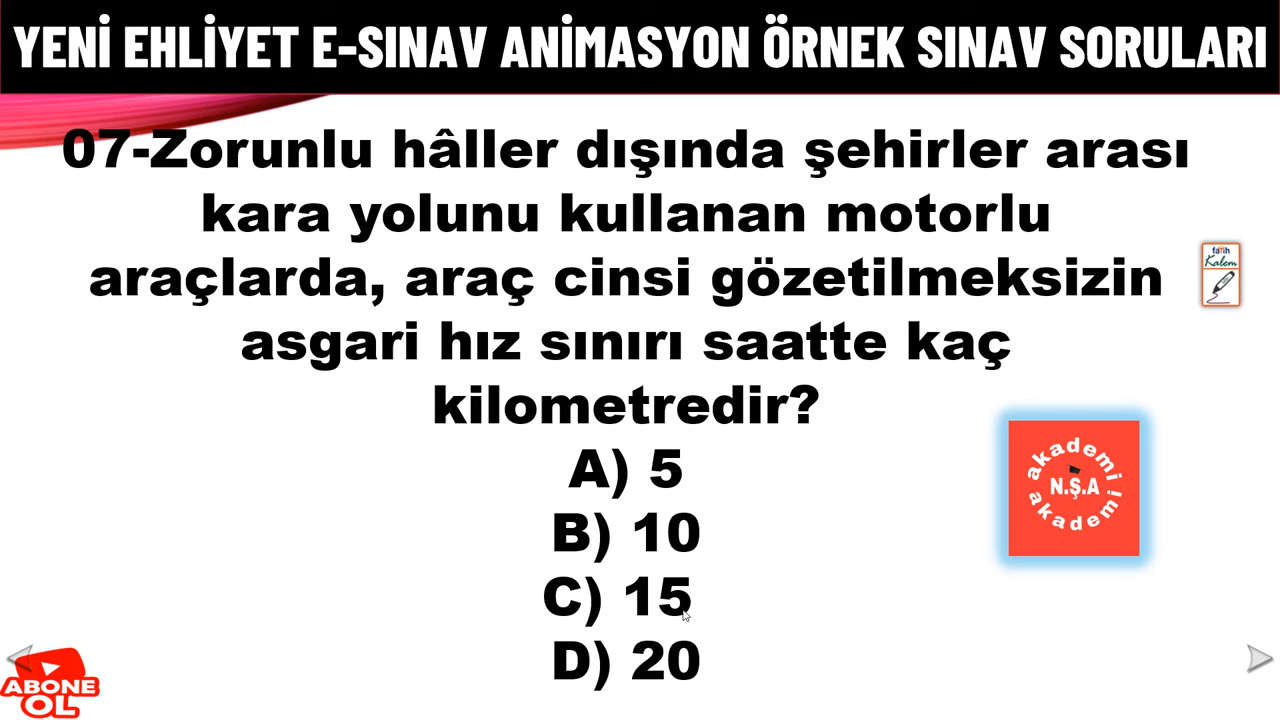 YENİ EHLİYET E-SINAV ANİMASYON ÖRNEK SINAV SORULARI
07-Zorunlu hâller dışında şehirler arası
kara yolunu kullanan motorlu
araçlarda, araç cinsi gözetilmeksizin
asgari hız sınırı saatte kaç
kilometredir?
A) 5
B) 10
C) 15
D) 20
fatih
Kalem
akademi
N.Ş.A
akademi
ABONE
OL